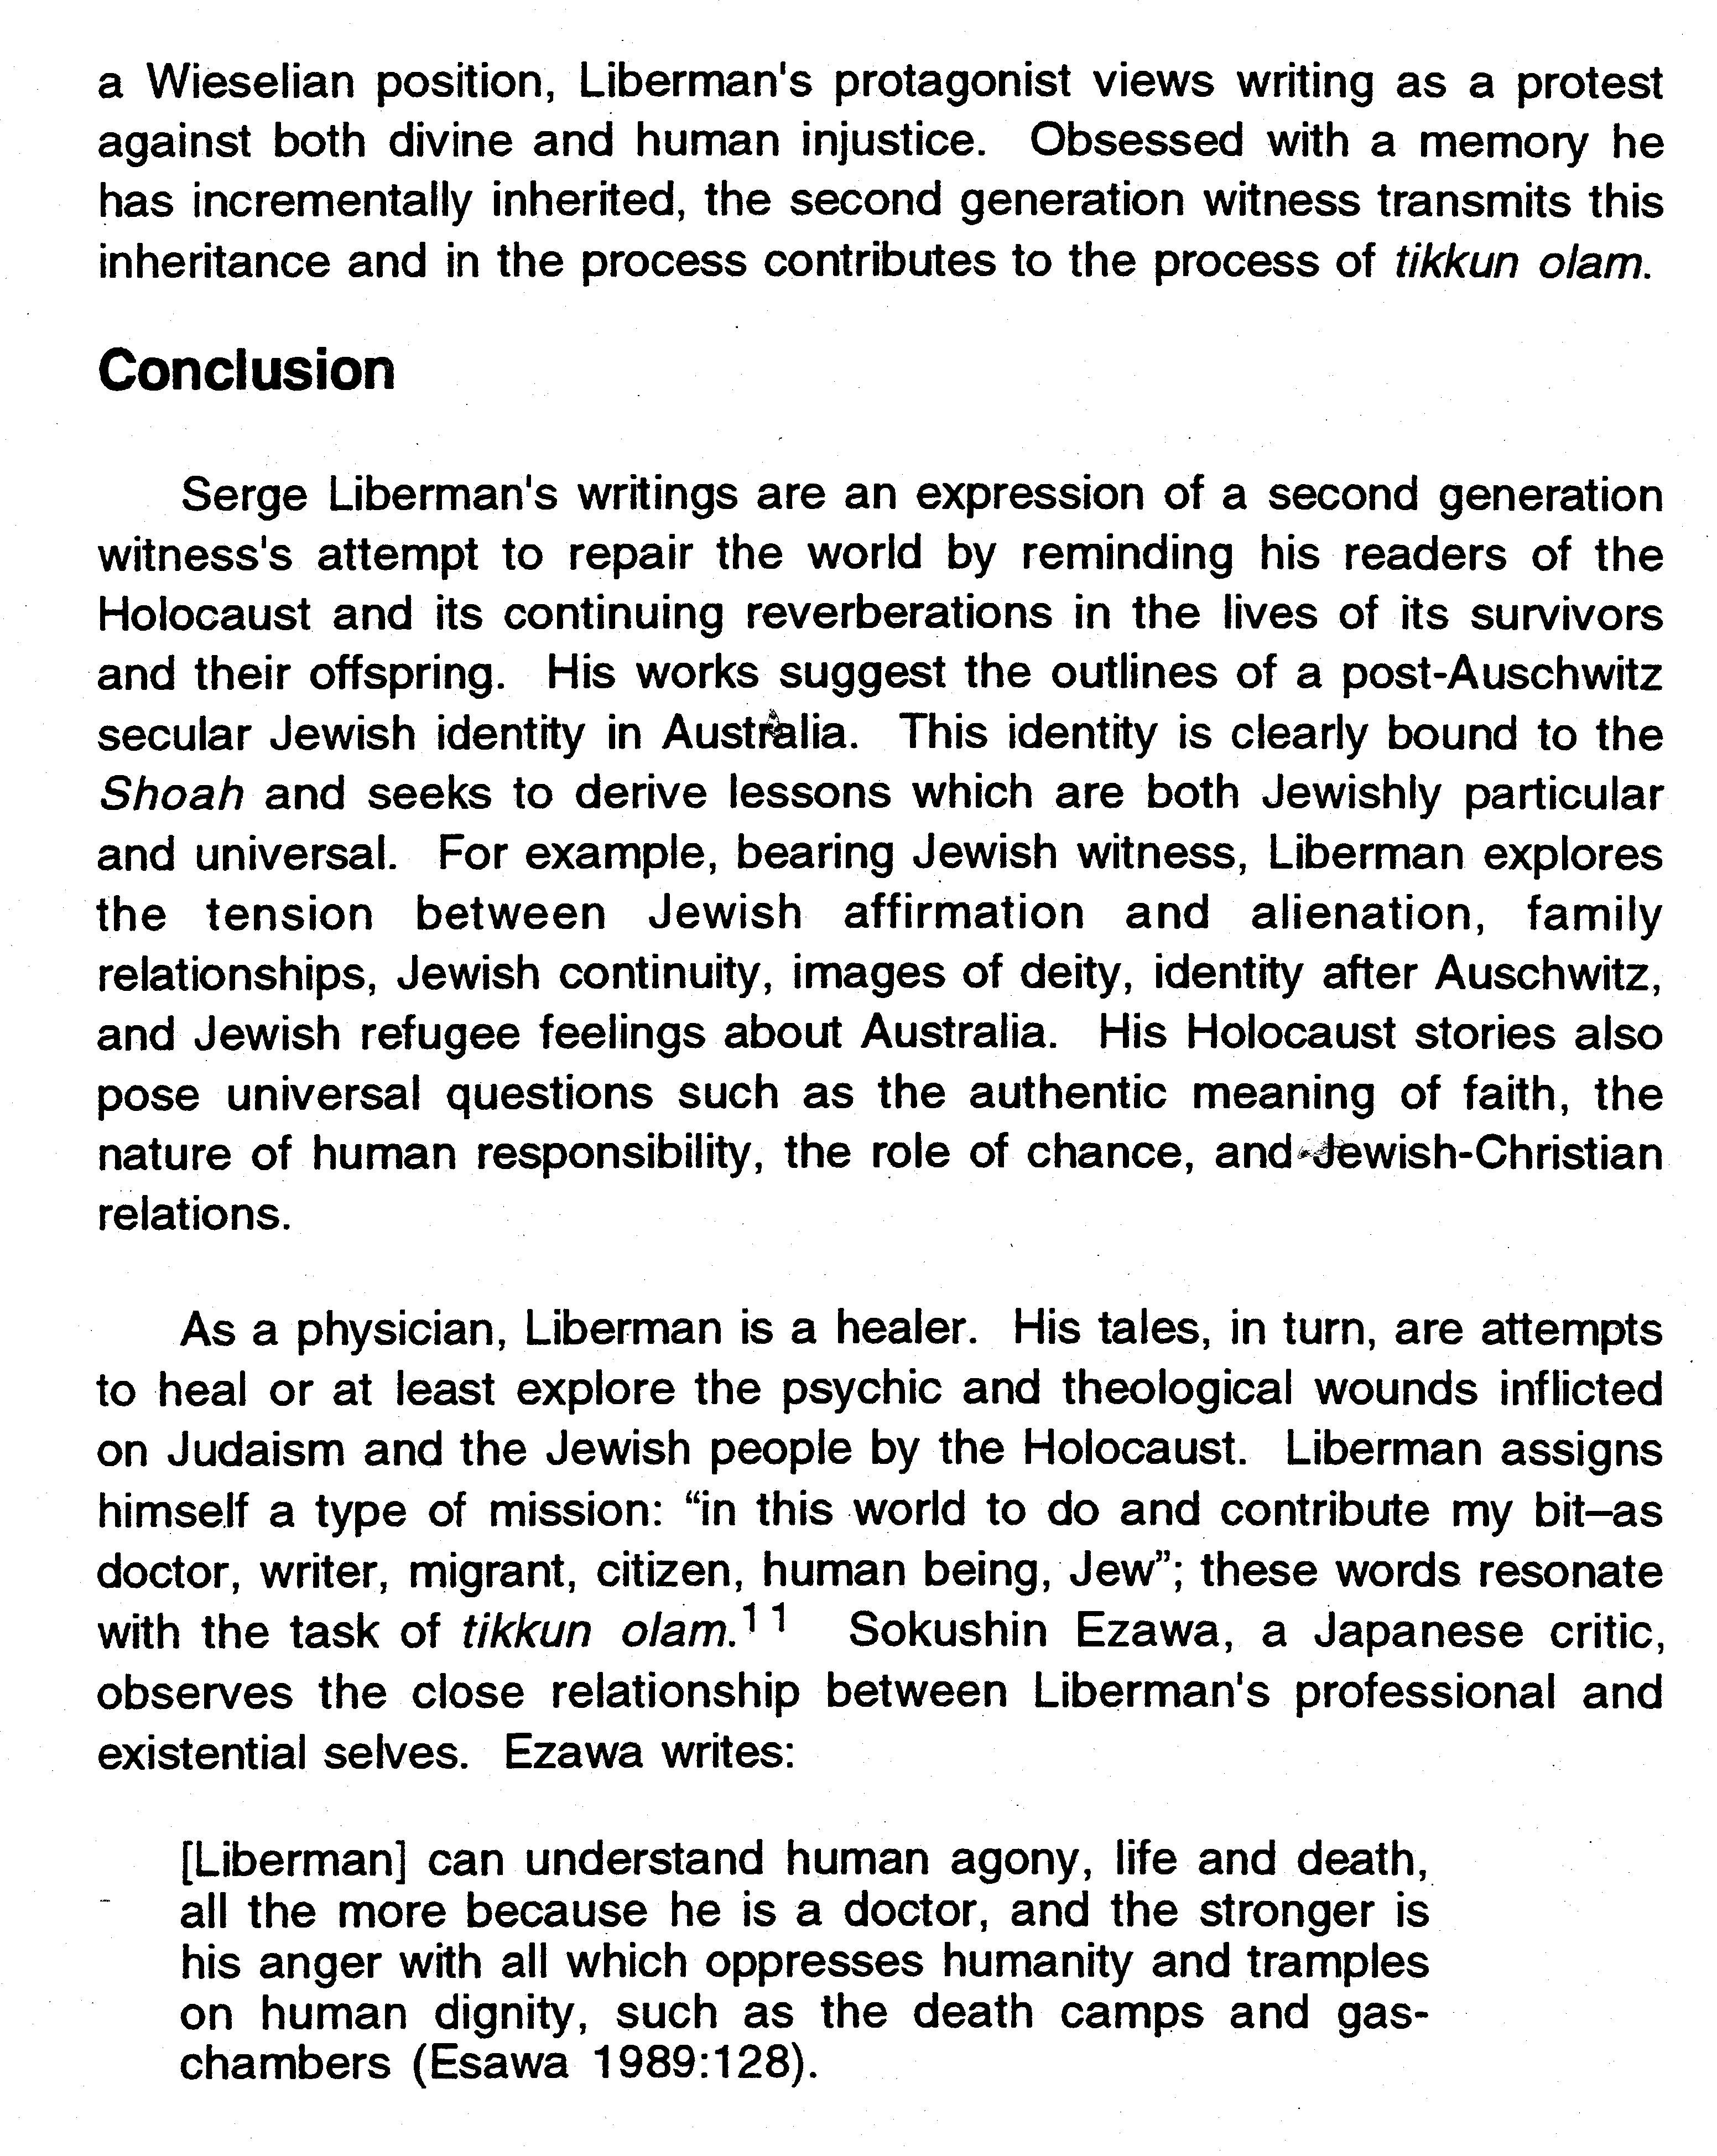 a Wieselian position, Liberman's protagonist views writing as a protest
against both divine and human injustice. Obsessed with a memory he
has incrementally inherited, the second generation witness transmits this
inheritance and in the process contributes to the process of tikkun olam.
Conclusion
Serge Liberman's writings are an expression of a second generation
witness's attempt to repair the world by reminding his readers of the
Holocaust and its continuing reverberations in the lives of its survivors
and their offspring. His works suggest the outlines of a post-Auschwitz
secular Jewish identity in Australia. This identity is clearly bound to the
Shoah and seeks to derive lessons which are both Jewishly particular
and universal. For example, bearing Jewish witness, Liberman explores
the tension between Jewish affirmation and alienation, family
relationships, Jewish continuity, images of deity, identity after Auschwitz,
and Jewish refugee feelings about Australia. His Holocaust stories also
pose universal questions such as the authentic meaning of faith, the
nature of human responsibility, the role of chance, and Jewish-Christian
relations.
As a physician, Liberman is a healer. His tales, in turn, are attempts
to heal or at least explore the psychic and theological wounds inflicted
on Judaism and the Jewish people by the Holocaust. Liberman assigns
himself a type of mission: “in this world to do and contribute my bit–as
doctor, writer, migrant, citizen, human being, Jew”; these words resonate
with the task of tikkun olam.11 Sokushin Ezawa, a Japanese critic,
observes the close relationship between Liberman's professional and
existential selves. Ezawa writes:
[Liberman] can understand human agony, life and death,
all the more because he is a doctor, and the stronger is
his anger with all which oppresses humanity and tramples
on human dignity, such as the death camps and gas-
chambers (Esawa 1989:128).